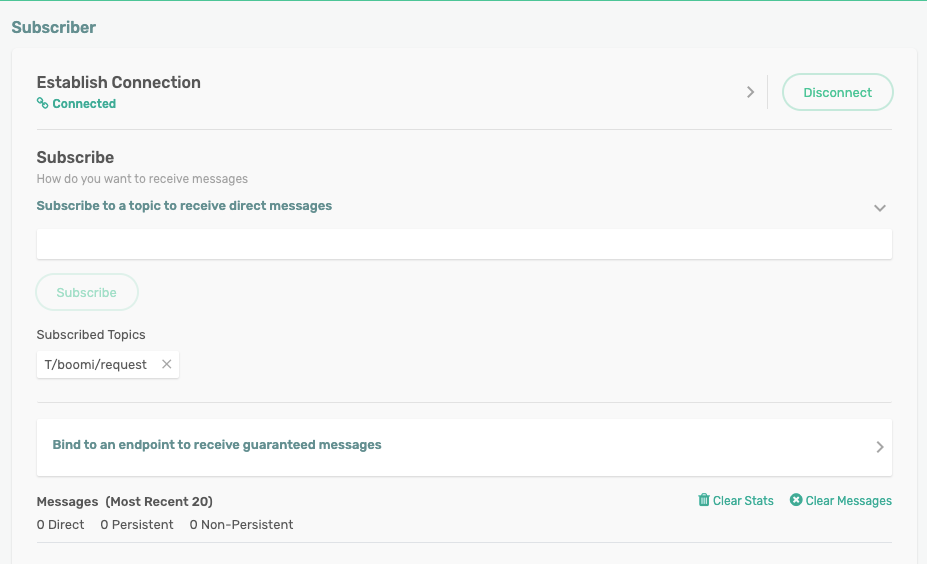 Subscriber
Establish Connection
Connected
Disconnect
Subscribe
How do you want to receive messages
Subscribe to a topic to receive direct messages
Subscribe
Subscribed Topics
T/boomi/request
Bind to an endpoint to receive guaranteed messages
Messages (Most Recent 20) Clear Stats Clear Messages
0 Direct 0 Persistent 0 Non-Persistent